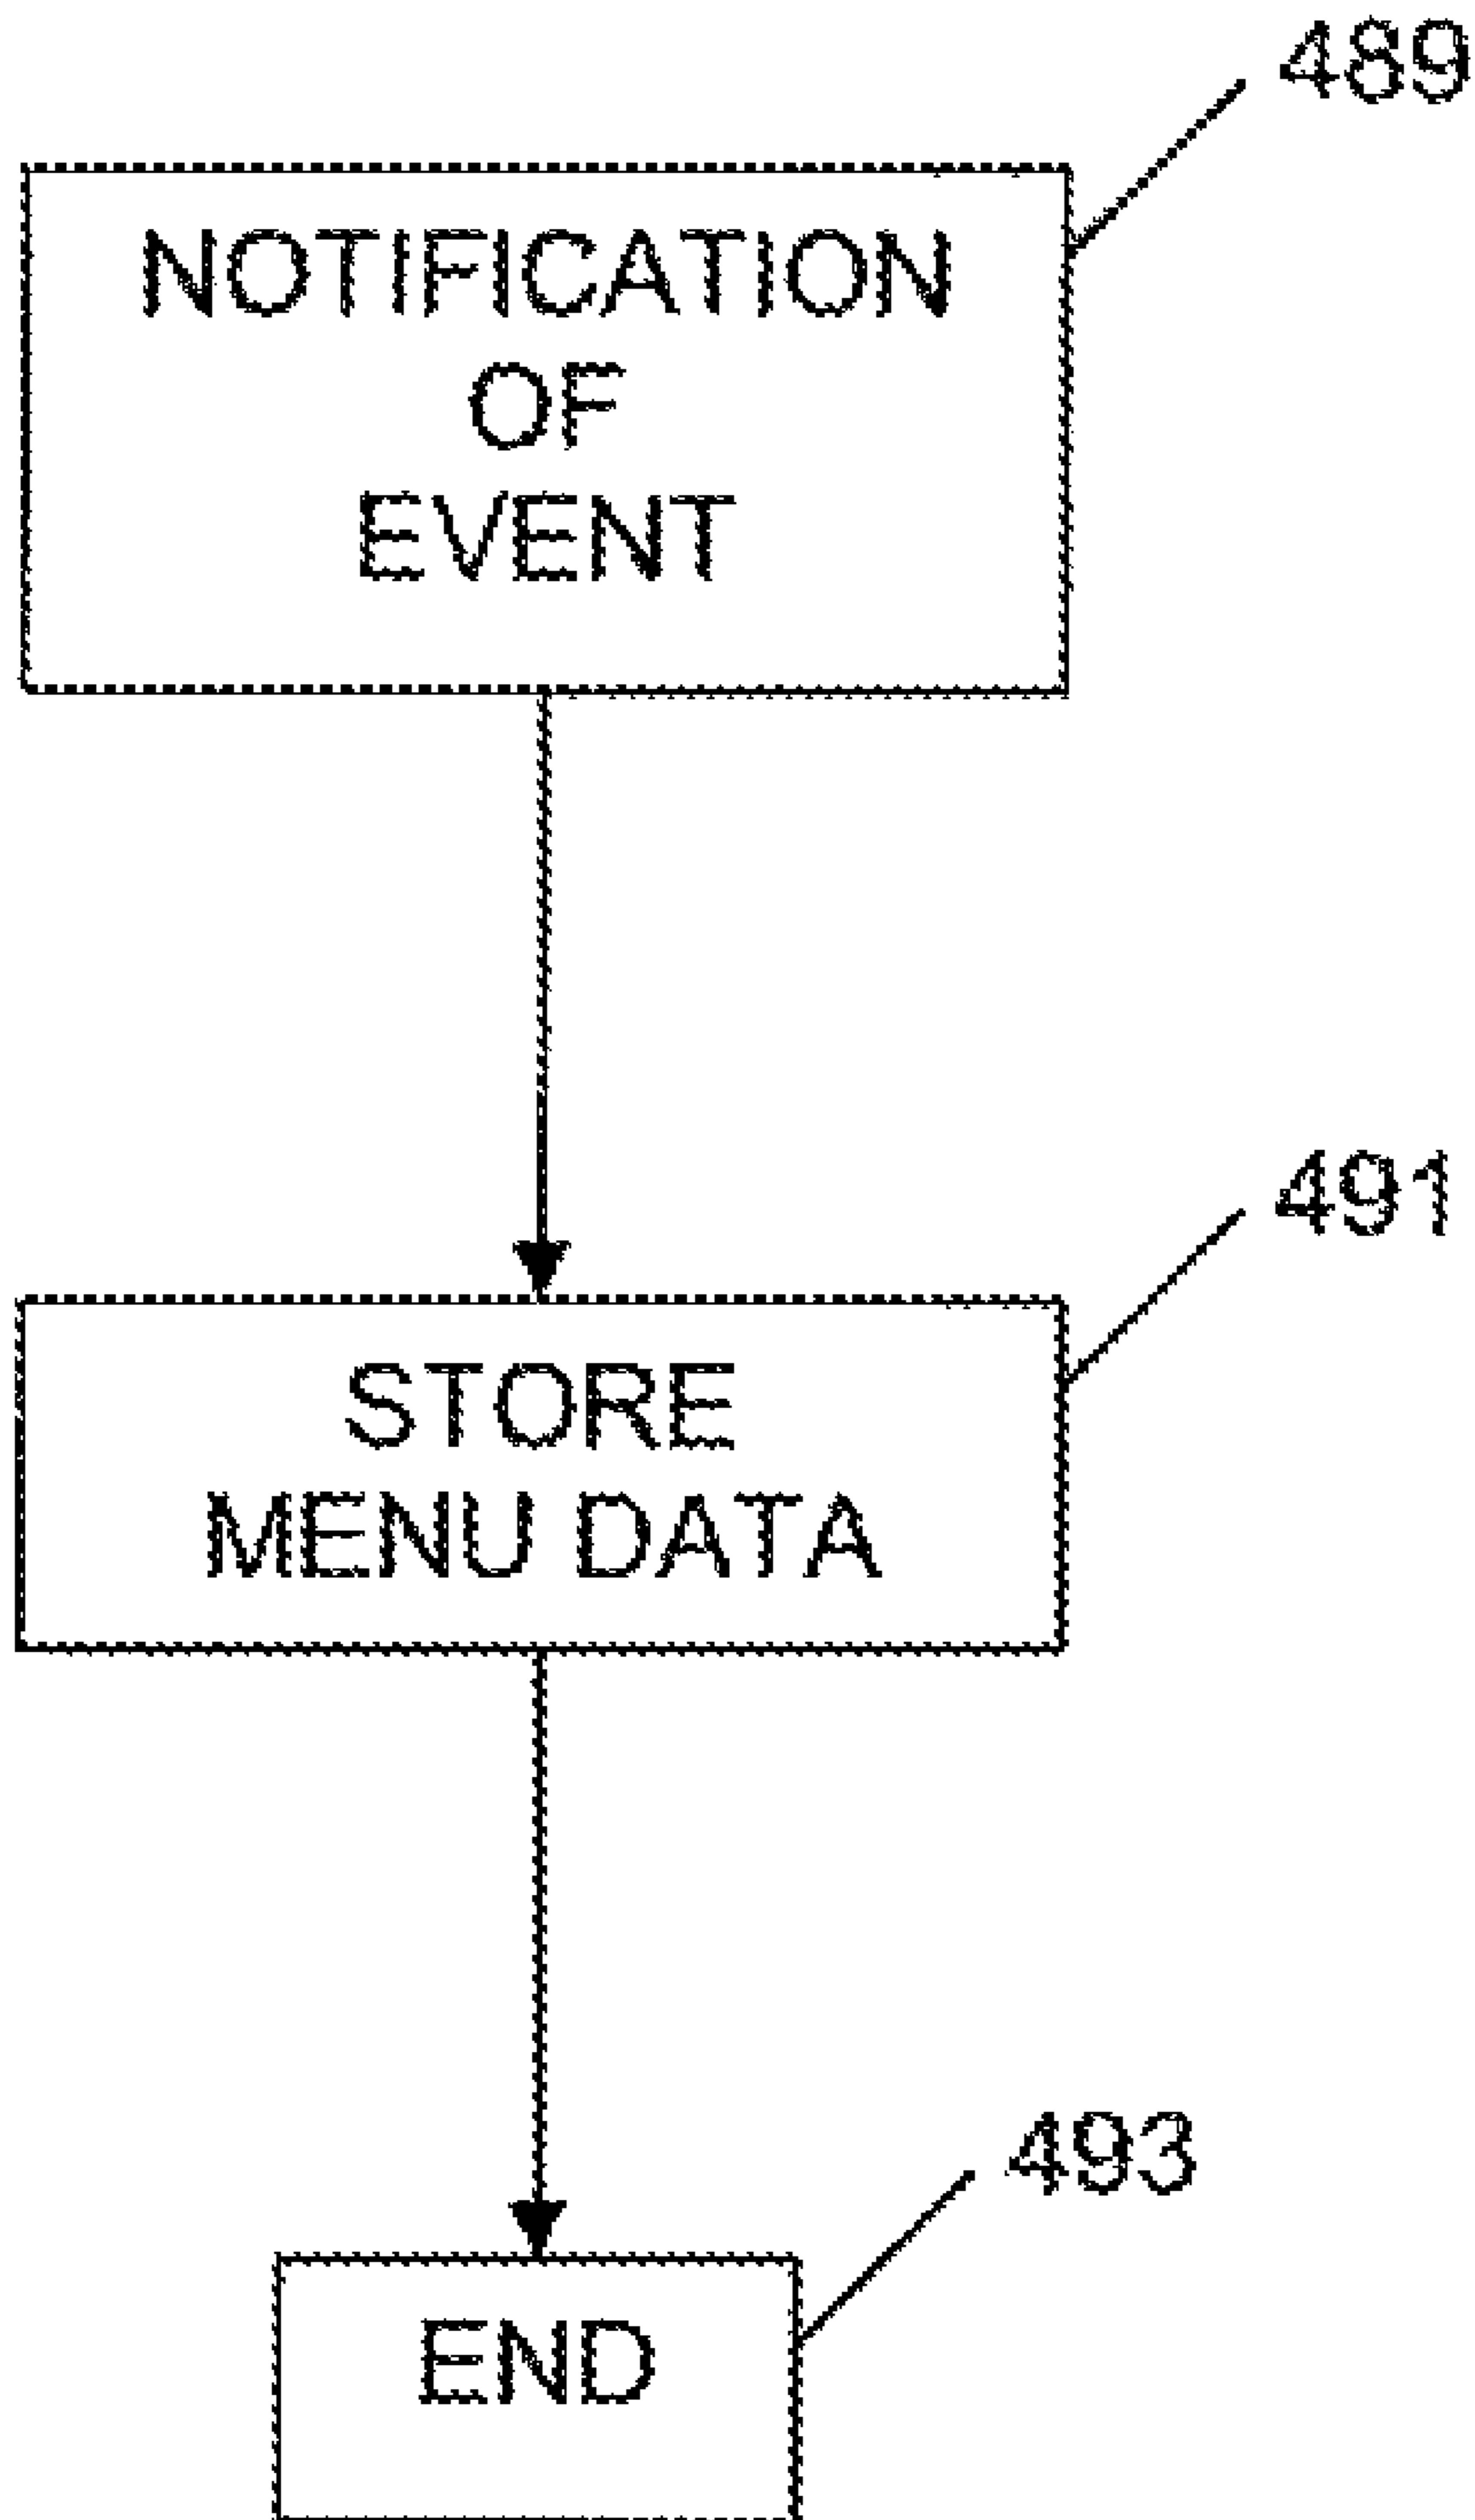 489
NOTIFICATION
OF
EVENT
491
STORE
MENU DATA
493
END